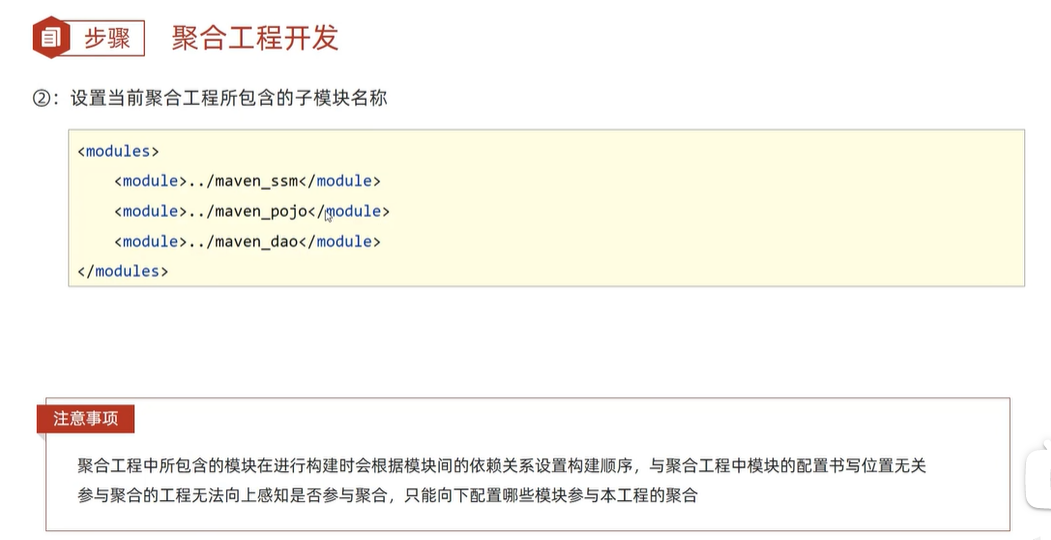 步骤 聚合工程开发
②：设置当前聚合工程所包含的子模块名称
<modules>
    <module>../maven_ssm</module>
    <module>../maven_pojo</module>
    <module>../maven_dao</module>
</modules>
注意事项
聚合工程中所包含的模块在进行构建时会根据模块间的依赖关系设置构建顺序，与聚合工程中模块的配置书写位置无关
参与聚合的工程无法向上感知是否参与聚合，只能向下配置哪些模块参与本工程的聚合